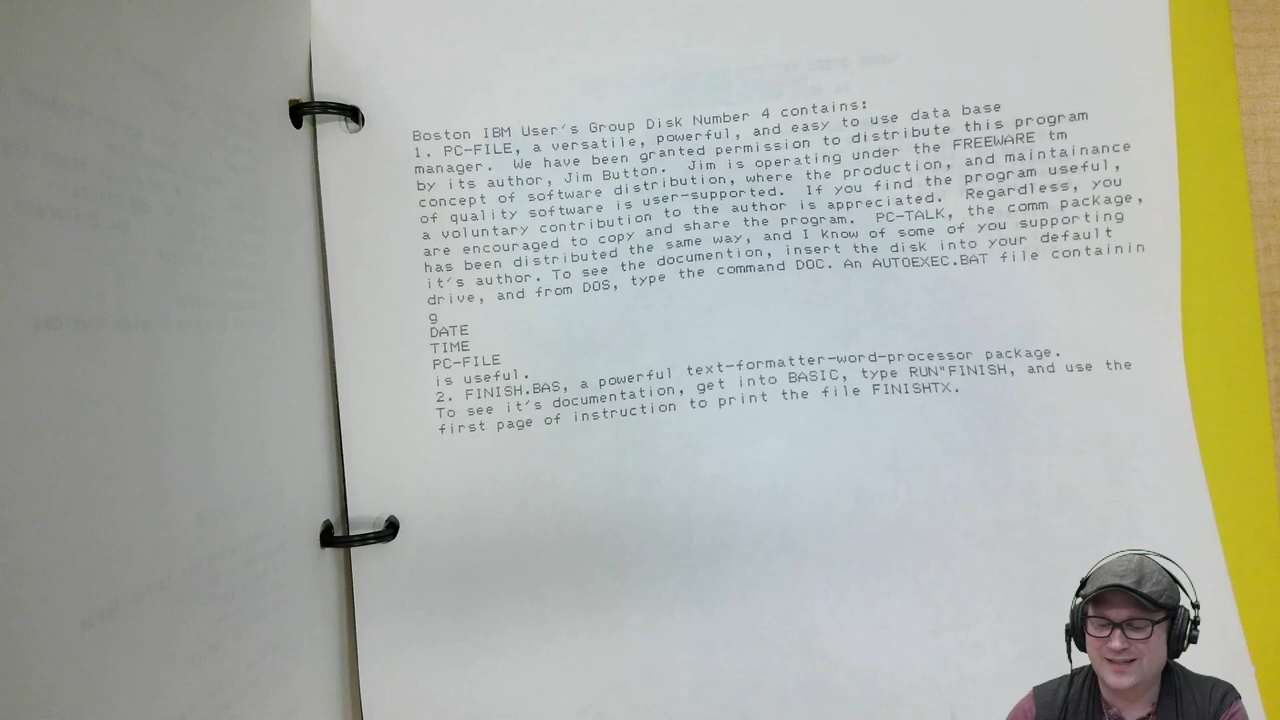 Boston IBM User's Group Disk Number 4 contains:
1. PC-FILE, a versatile, powerful, and easy to use data base
manager.  We have been granted permission to distribute this program
by its author, Jim Button.  Jim is operating under the FREEWARE tm
concept of software distribution, where the production, and maintainance
of quality software is user-supported.  If you find the program useful,
a voluntary contribution to the author is appreciated.  Regardless, you
are encouraged to copy and share the program.  PC-TALK, the comm package,
has been distributed the same way, and I know of some of you supporting
it's author. To see the documention, insert the disk into your default
drive, and from DOS, type the command DOC. An AUTOEXEC.BAT file containin
g
DATE
TIME
PC-FILE
is useful.
2. FINISH.BAS, a powerful text-formatter-word-processor package.
To see it's documentation, get into BASIC, type RUN"FINISH, and use the
first page of instruction to print the file FINISHTX.